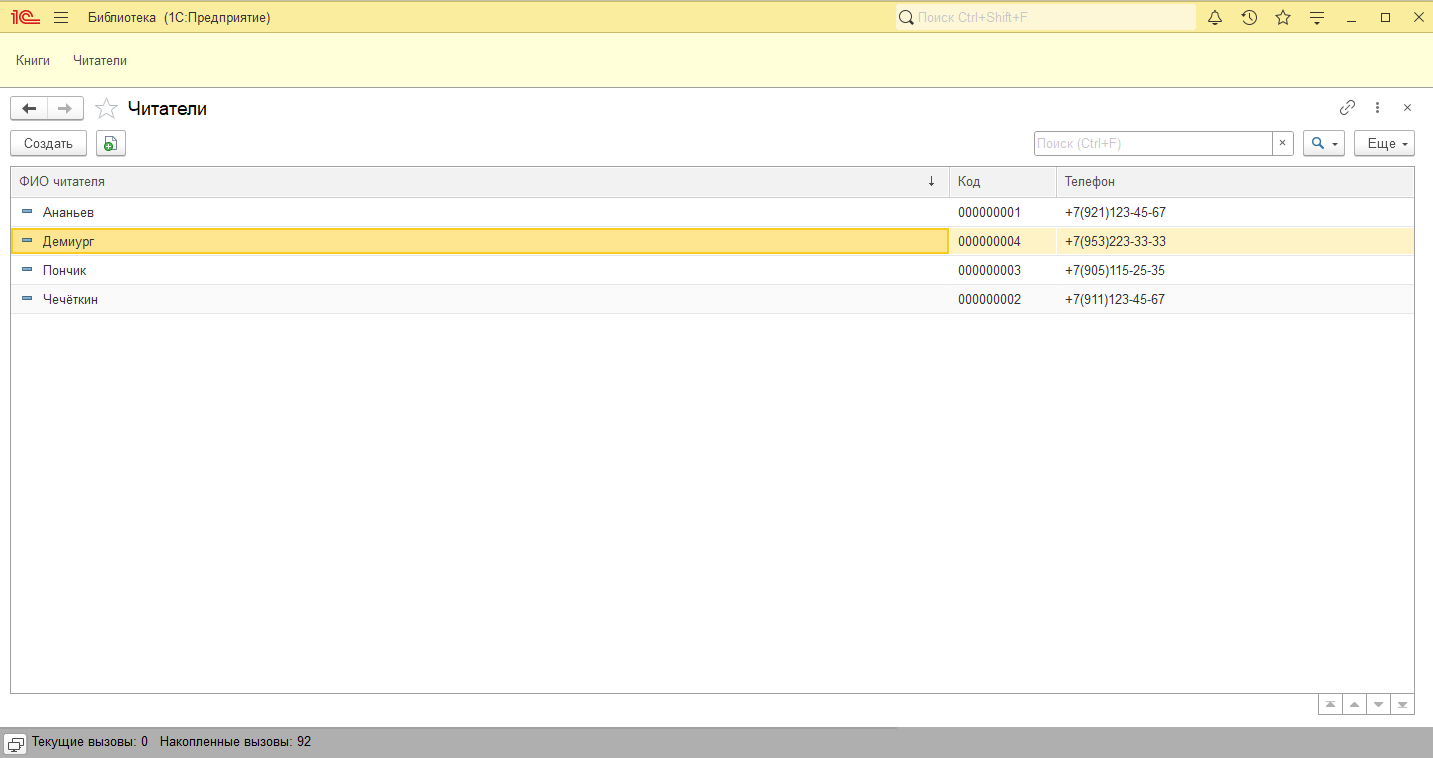 1С Библиотека (1С:Предприятие) Поиск Ctrl+Shift+F
Книги Читатели
Читатели
Создать Поиск (Ctrl+F) × Еще
ФИО читателя ↓ Код Телефон
Ананьев 000000001 +7(921)123-45-67
Демиург 000000004 +7(953)223-33-33
Пончик 000000003 +7(905)115-25-35
Чечёткин 000000002 +7(911)123-45-67
Текущие вызовы: 0 Накопленные вызовы: 92